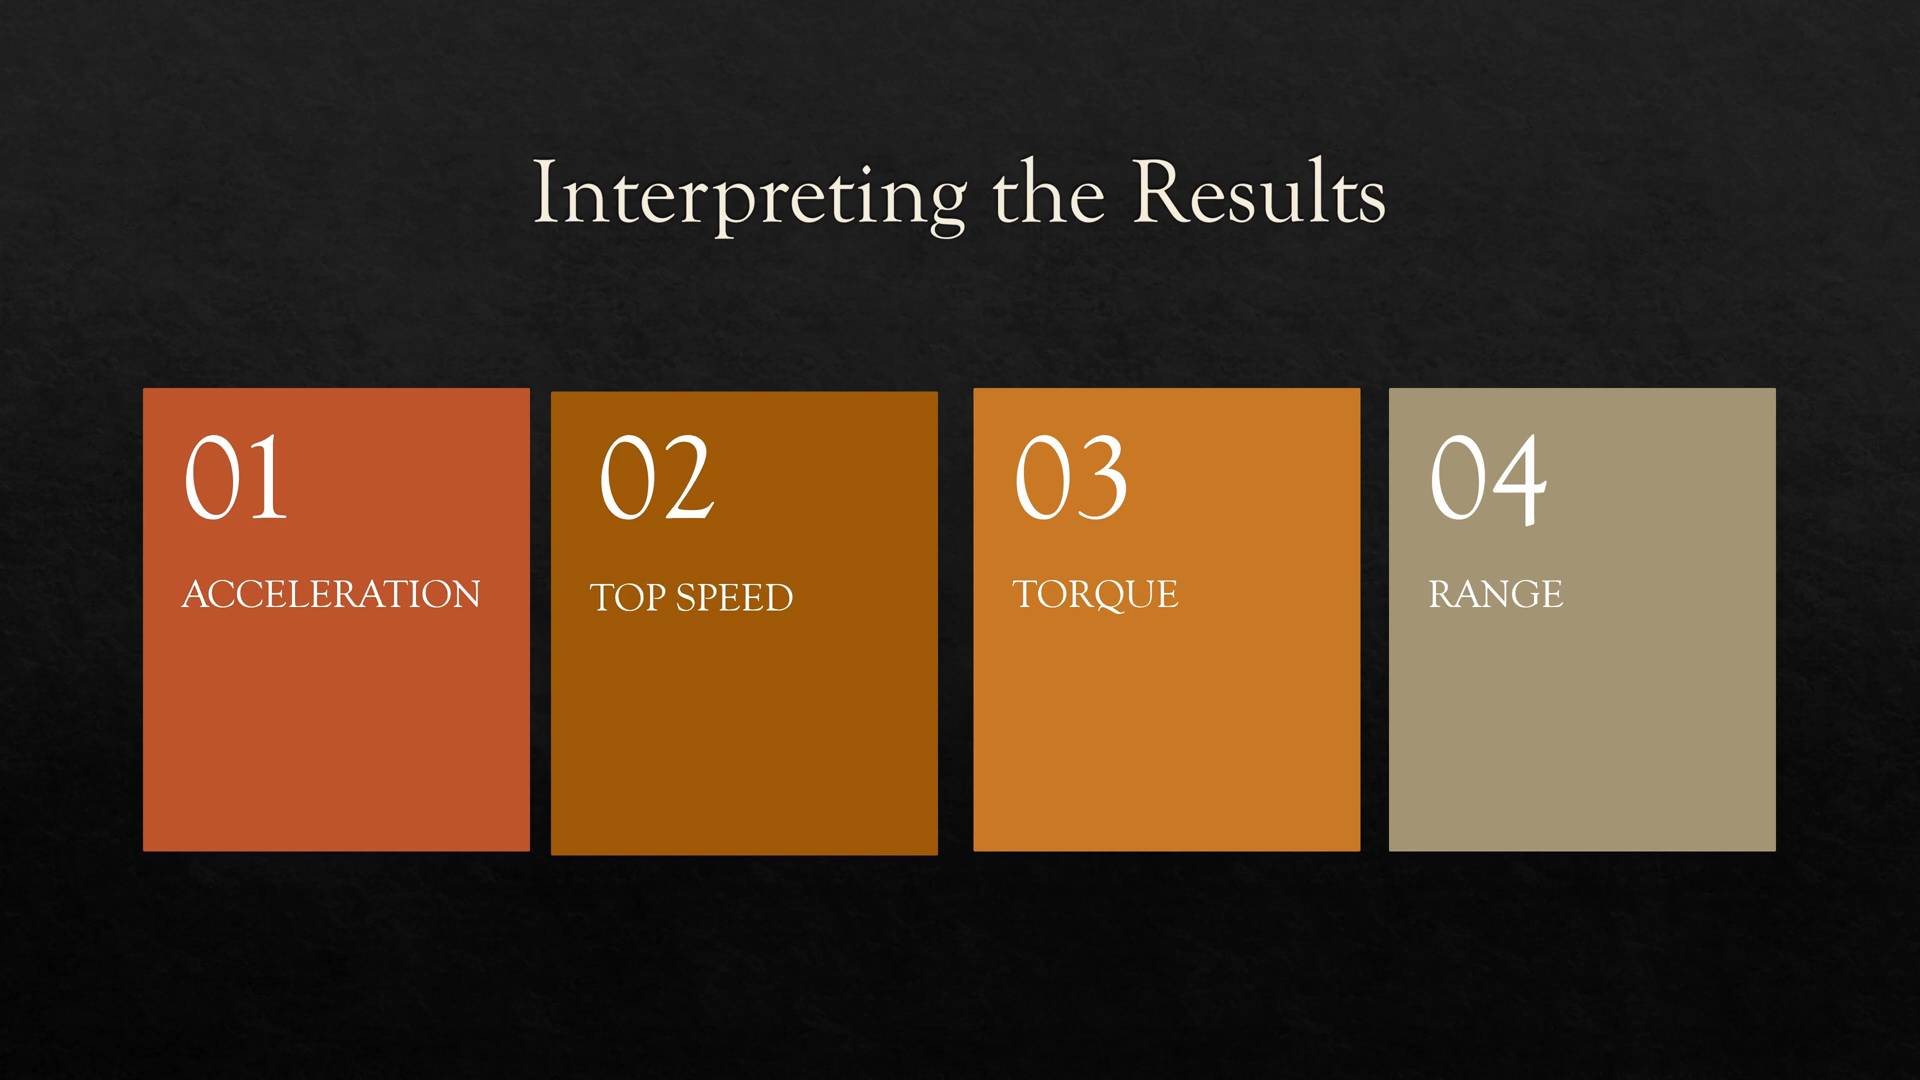 Interpreting the Results
01
ACCELERATION
02
TOP SPEED
03
TORQUE
04
RANGE